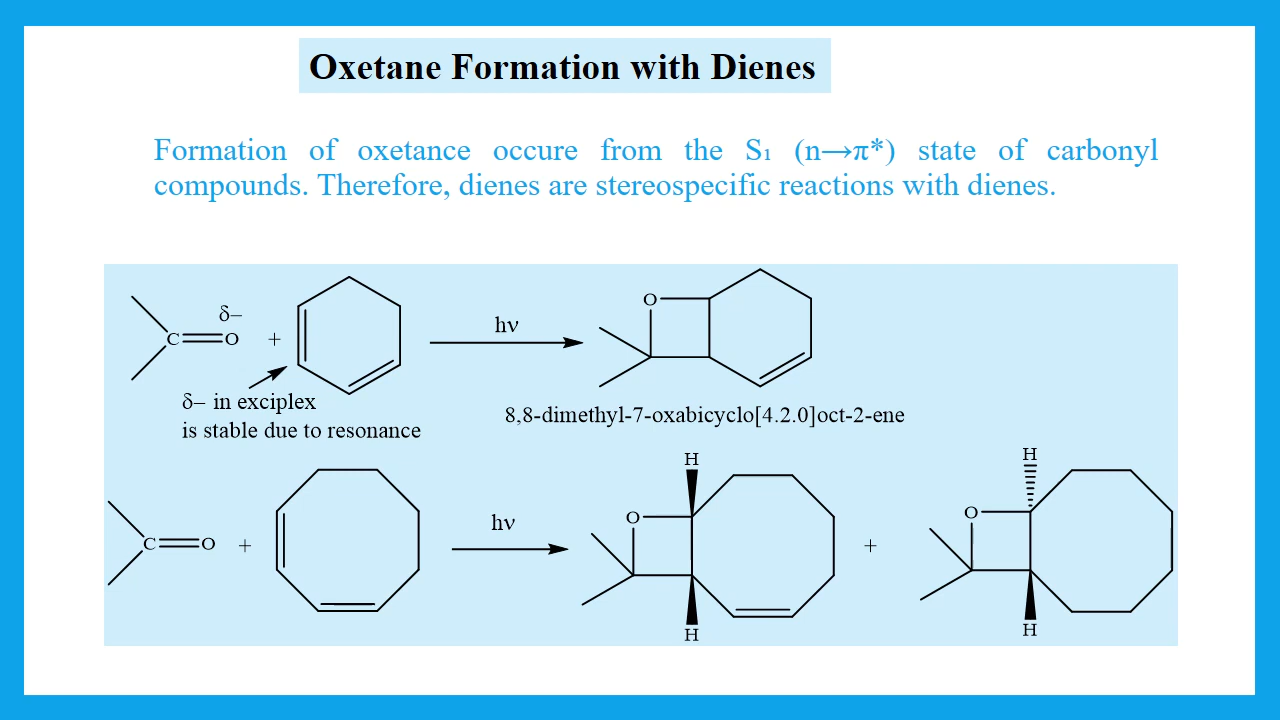 Oxetane Formation with Dienes
Formation of oxetance occure from the S₁ (n→π*) state of carbonyl
compounds. Therefore, dienes are stereospecific reactions with dienes.
δ–
C O + hν O
δ– in exciplex
is stable due to resonance
8,8-dimethyl-7-oxabicyclo[4.2.0]oct-2-ene
H H
C O + hν O + O
H H